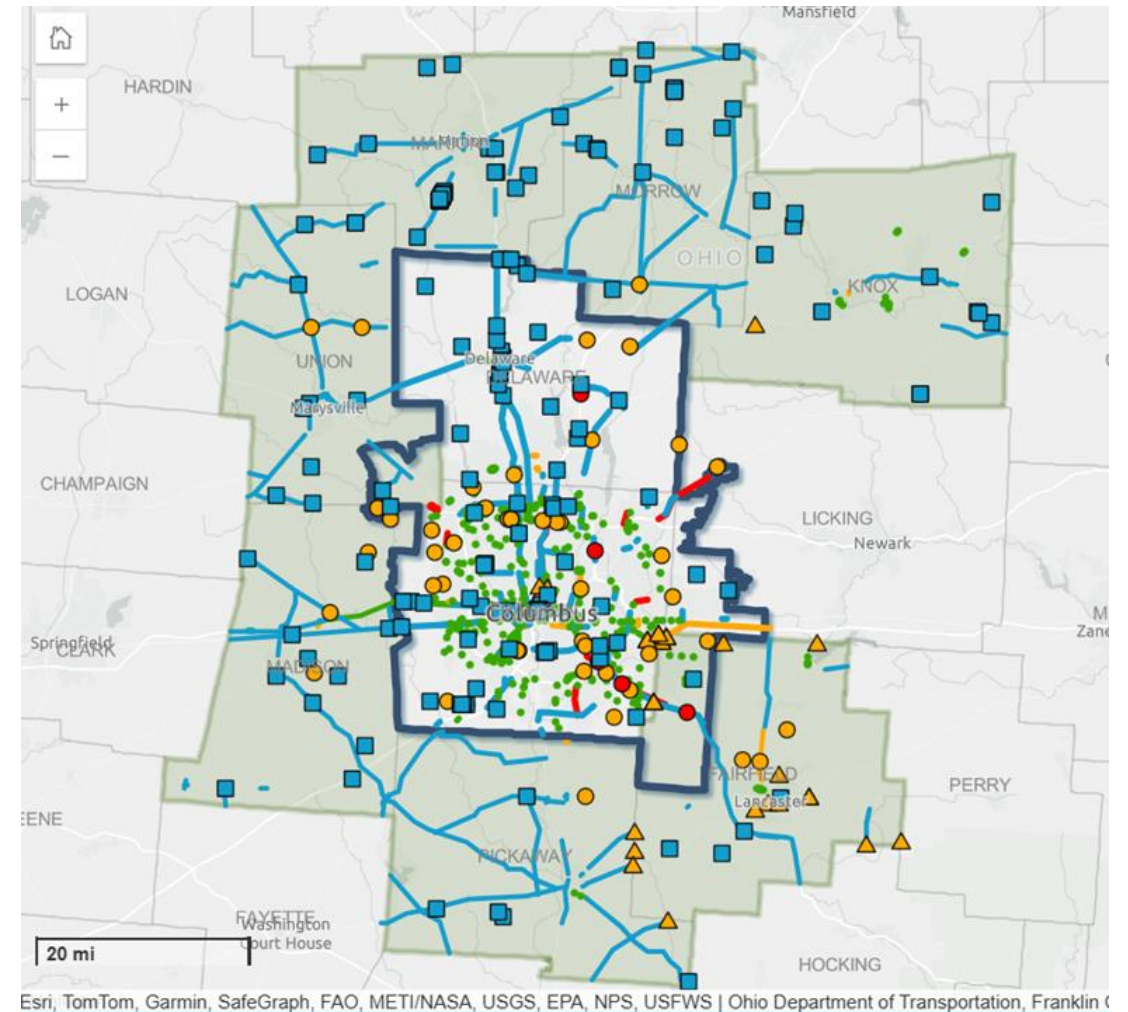 Mansfield
HARDIN
+
−
MARION
Marion
MORROW
OHIO
LOGAN
KNOX
UNION
Delaware
DELAWARE
Marysville
CHAMPAIGN
LICKING
Newark
Columbus
Springfield
CLARK
MADISON
Zane
FAIRFIELD
PERRY
Lancaster
EENE
PICKAWAY
FAYETTE
Washington
Court House
20 mi
HOCKING
Esri, TomTom, Garmin, SafeGraph, FAO, METI/NASA, USGS, EPA, NPS, USFWS | Ohio Department of Transportation, Franklin